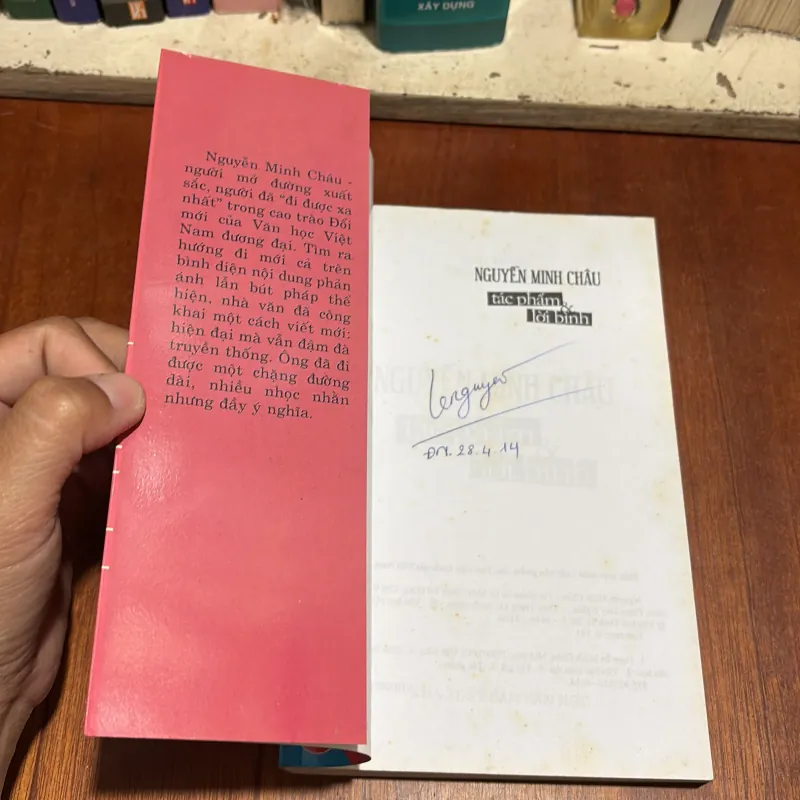 XÂY DỰNG
Nguyễn Minh Châu -
người mở đường xuất
sắc, người đã "đi được xa
nhất" trong cao trào Đổi
mới của Văn học Việt
Nam đương đại. Tìm ra
hướng đi mới cả trên
bình diện nội dung phản
ánh lẫn bút pháp thể
hiện, nhà văn đã công
khai một cách viết mới:
hiện đại mà vẫn đậm đà
truyền thống. Ông đã đi
được một chặng đường
dài, nhiều nhọc nhằn
nhưng đầy ý nghĩa.
NGUYỄN MINH CHÂU
tác phẩm
&
lời bình
28.4.14
NGUYỄN MINH CHÂU